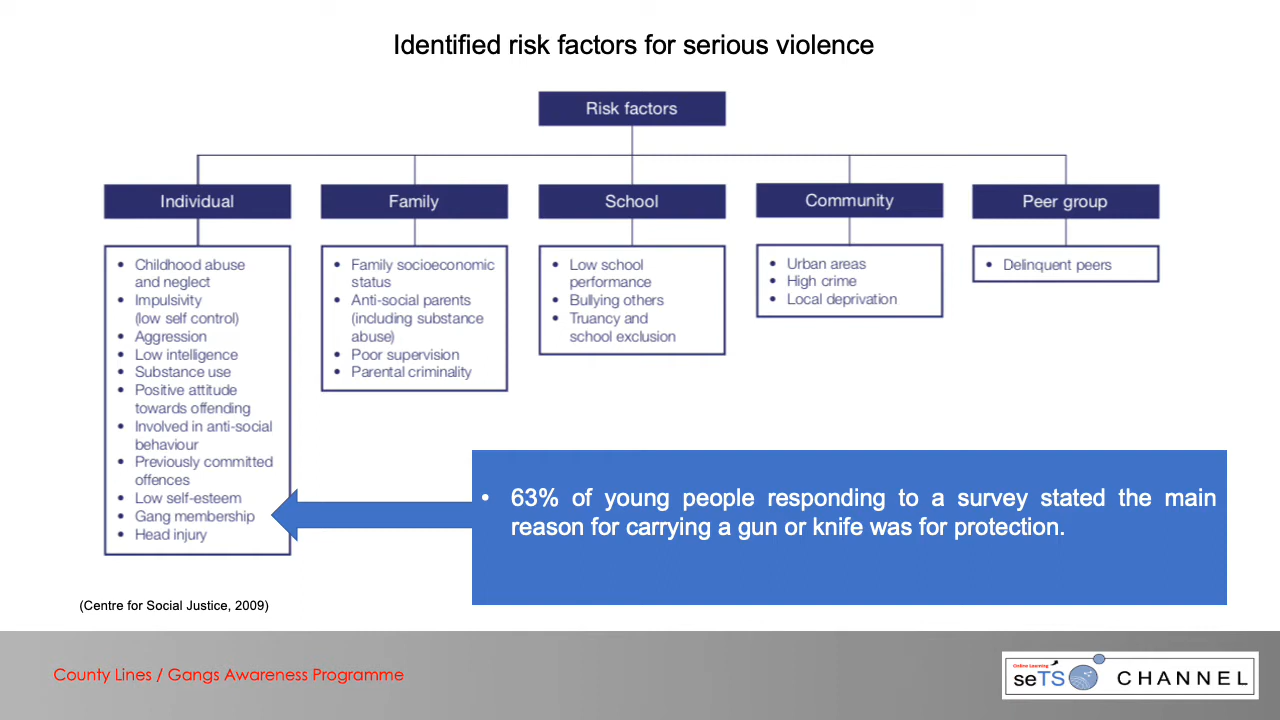 Identified risk factors for serious violence
Risk factors
Individual
Family
School
Community
Peer group
• Childhood abuse
and neglect
• Impulsivity
(low self control)
• Aggression
• Low intelligence
• Substance use
• Positive attitude
towards offending
• Involved in anti-social
behaviour
• Previously committed
offences
• Low self-esteem
• Gang membership
• Head injury
• Family socioeconomic
status
• Anti-social parents
(including substance
abuse)
• Poor supervision
• Parental criminality
• Low school
performance
• Bullying others
• Truancy and
school exclusion
• Urban areas
• High crime
• Local deprivation
• Delinquent peers
• 63% of young people responding to a survey stated the main
reason for carrying a gun or knife was for protection.
(Centre for Social Justice, 2009)
County Lines / Gangs Awareness Programme
Online Learning
seTS CHANNEL